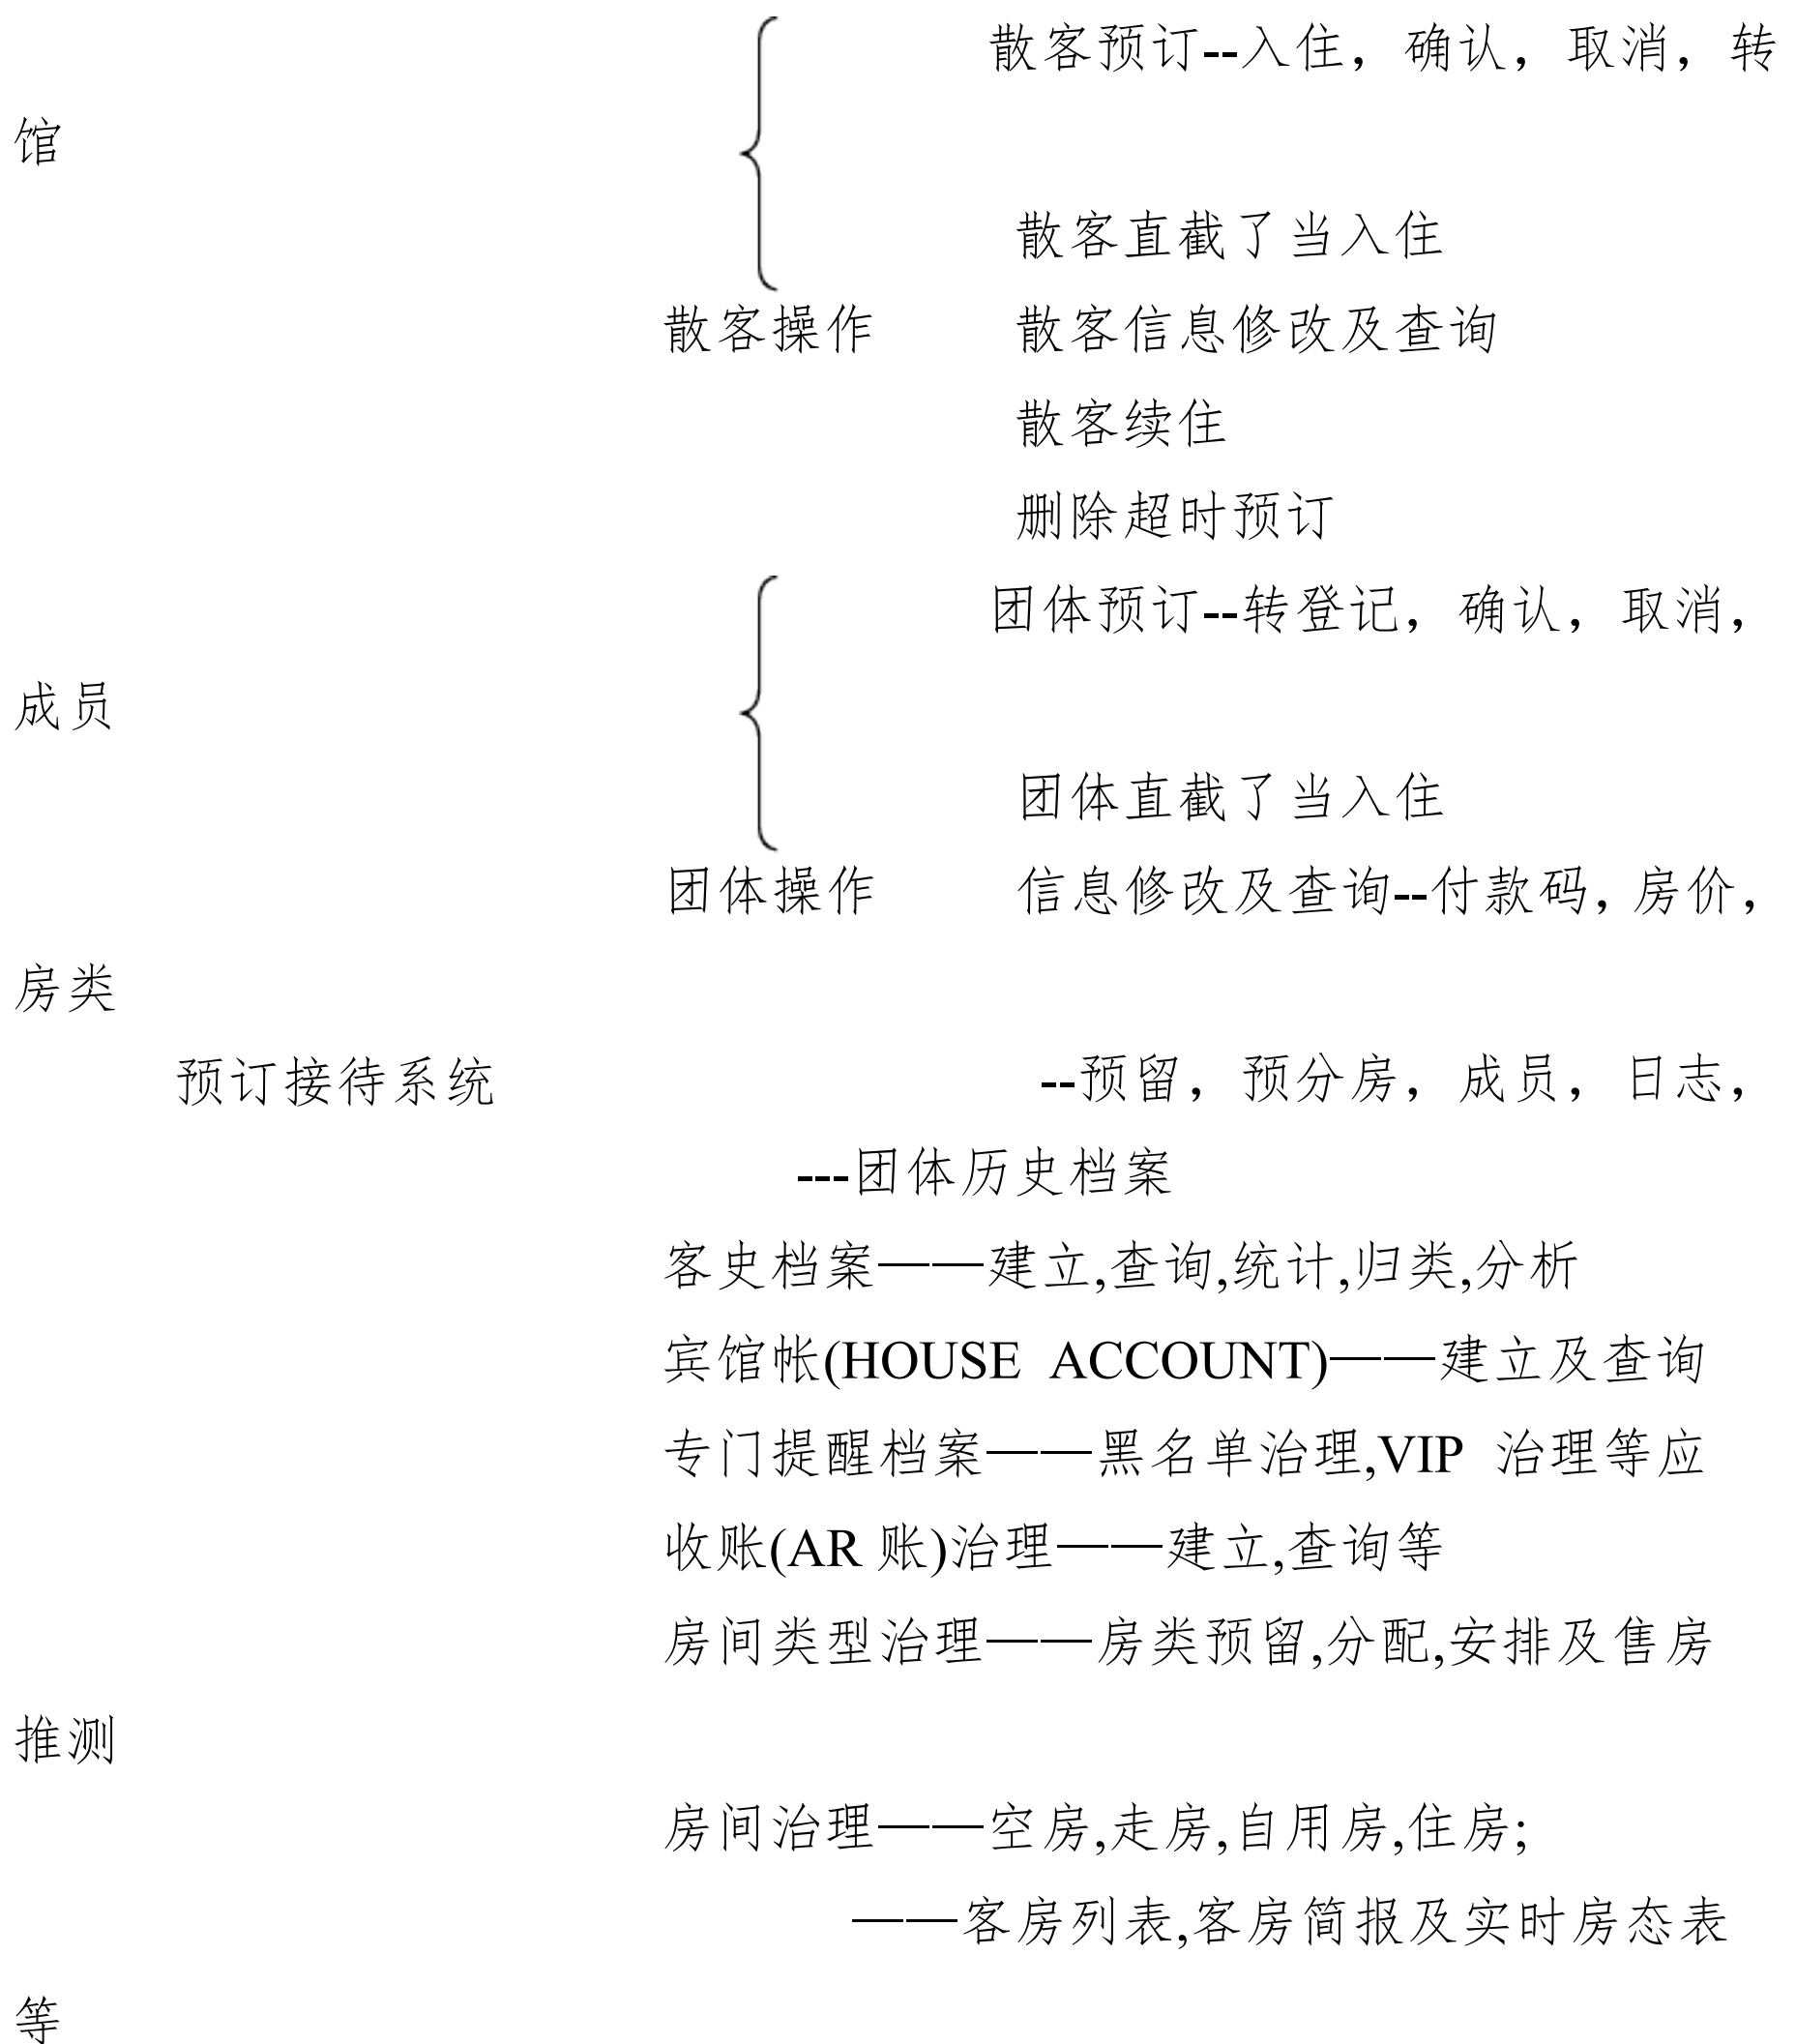 散客预订--入住，确认，取消，转
馆
散客直截了当入住
散客操作 散客信息修改及查询
散客续住
删除超时预订
团体预订--转登记，确认，取消，
成员
团体直截了当入住
团体操作 信息修改及查询--付款码，房价，
房类
预订接待系统 --预留，预分房，成员，日志，
---团体历史档案
客史档案——建立,查询,统计,归类,分析
宾馆帐(HOUSE ACCOUNT)——建立及查询
专门提醒档案——黑名单治理,VIP 治理等应
收账(AR 账)治理——建立,查询等
房间类型治理——房类预留,分配,安排及售房
推测
房间治理——空房,走房,自用房,住房;
——客房列表,客房简报及实时房态表
等